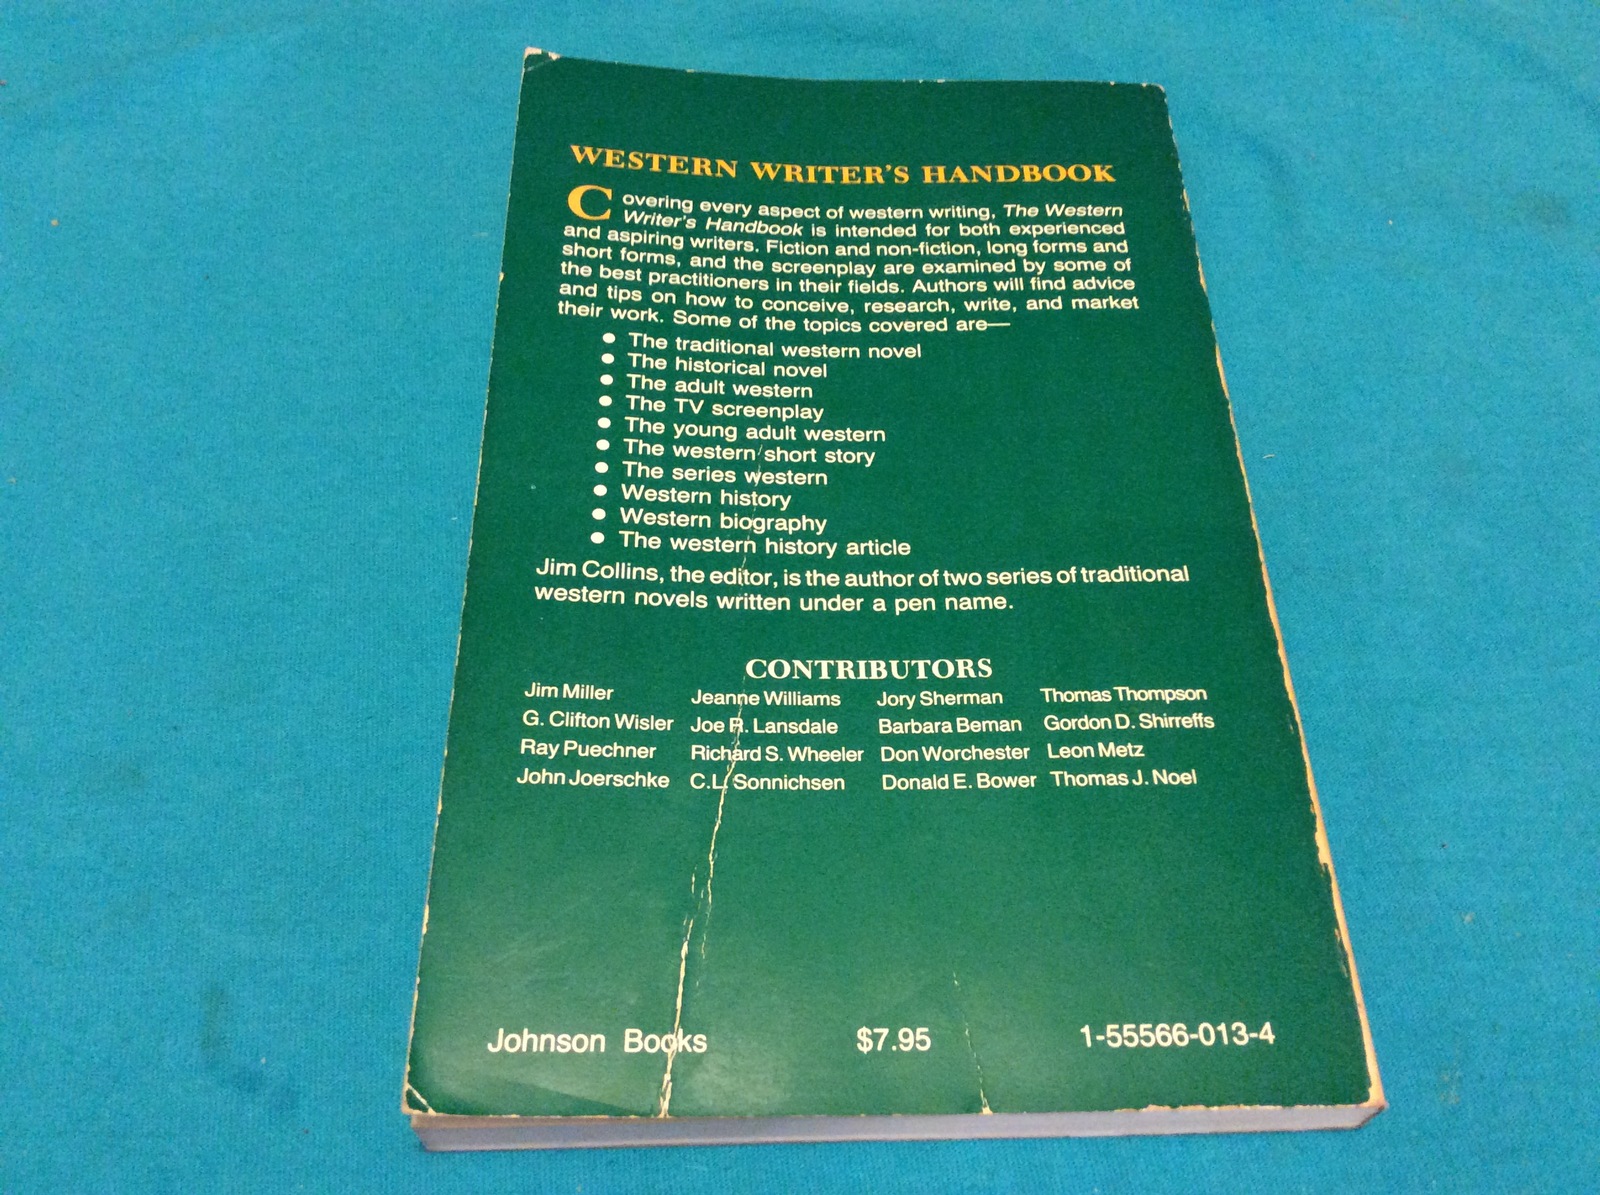 WESTERN WRITER'S HANDBOOK
Covering every aspect of western writing, The Western
Writer's Handbook is intended for both experienced
and aspiring writers. Fiction and non-fiction, long forms and
short forms, and the screenplay are examined by some of
the best practitioners in their fields. Authors will find advice
and tips on how to conceive, research, write, and market
their work. Some of the topics covered are—
● The traditional western novel
● The historical novel
● The adult western
● The TV screenplay
● The young adult western
● The western short story
● The series western
● Western history
● Western biography
● The western history article
Jim Collins, the editor, is the author of two series of traditional
western novels written under a pen name.
CONTRIBUTORS
Jim Miller Jeanne Williams Jory Sherman Thomas Thompson
G. Clifton Wisler Joe R. Lansdale Barbara Beman Gordon D. Shirreffs
Ray Puechner Richard S. Wheeler Don Worchester Leon Metz
John Joerschke C.L. Sonnichsen Donald E. Bower Thomas J. Noel
Johnson Books $7.95 1-55566-013-4